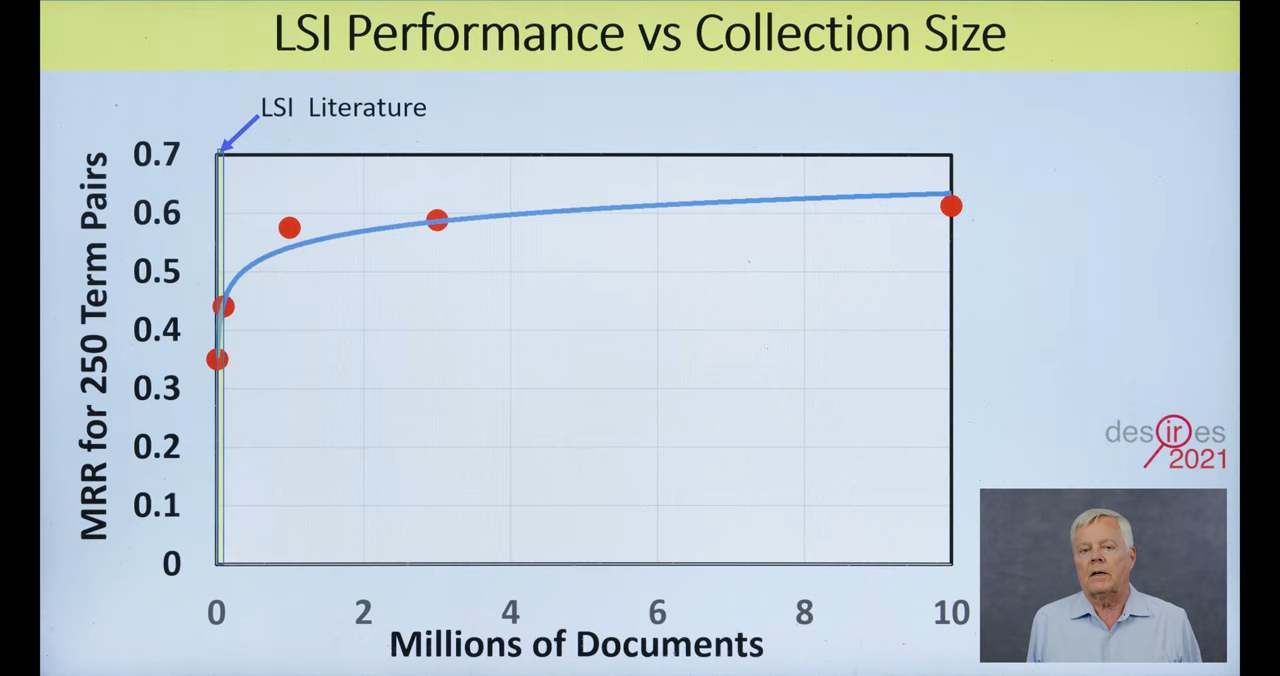 LSI Performance vs Collection Size
LSI Literature
MRR for 250 Term Pairs
0.7
0.6
0.5
0.4
0.3
0.2
0.1
0
0 2 4 6 8 10
Millions of Documents
desires
2021